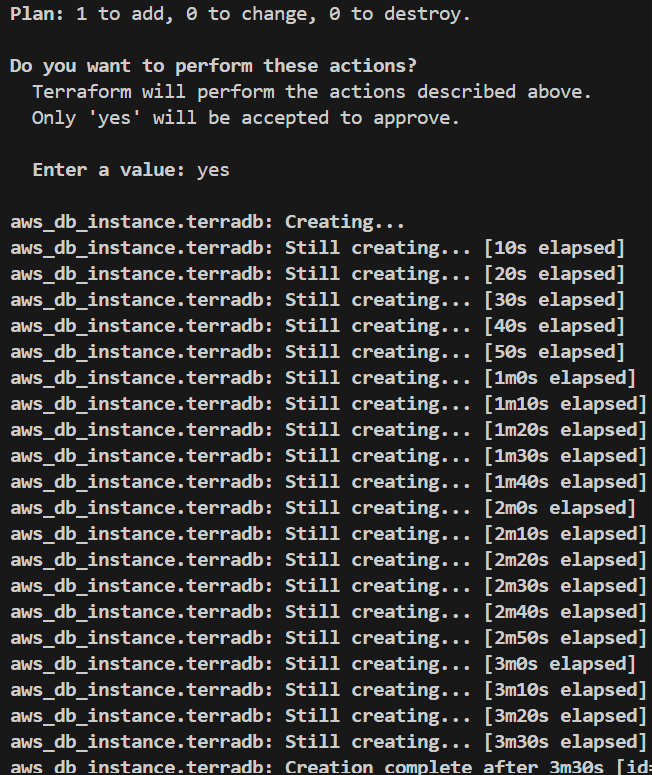 Plan: 1 to add, 0 to change, 0 to destroy.
Do you want to perform these actions?
Terraform will perform the actions described above.
Only 'yes' will be accepted to approve.
Enter a value: yes
aws_db_instance.terradb: Creating...
aws_db_instance.terradb: Still creating... [10s elapsed]
aws_db_instance.terradb: Still creating... [20s elapsed]
aws_db_instance.terradb: Still creating... [30s elapsed]
aws_db_instance.terradb: Still creating... [40s elapsed]
aws_db_instance.terradb: Still creating... [50s elapsed]
aws_db_instance.terradb: Still creating... [1m0s elapsed]
aws_db_instance.terradb: Still creating... [1m10s elapsed]
aws_db_instance.terradb: Still creating... [1m20s elapsed]
aws_db_instance.terradb: Still creating... [1m30s elapsed]
aws_db_instance.terradb: Still creating... [1m40s elapsed]
aws_db_instance.terradb: Still creating... [2m0s elapsed]
aws_db_instance.terradb: Still creating... [2m10s elapsed]
aws_db_instance.terradb: Still creating... [2m20s elapsed]
aws_db_instance.terradb: Still creating... [2m30s elapsed]
aws_db_instance.terradb: Still creating... [2m40s elapsed]
aws_db_instance.terradb: Still creating... [2m50s elapsed]
aws_db_instance.terradb: Still creating... [3m0s elapsed]
aws_db_instance.terradb: Still creating... [3m10s elapsed]
aws_db_instance.terradb: Still creating... [3m20s elapsed]
aws_db_instance.terradb: Still creating... [3m30s elapsed]
aws_db_instance.terradb: Creation complete after 3m30s [id=